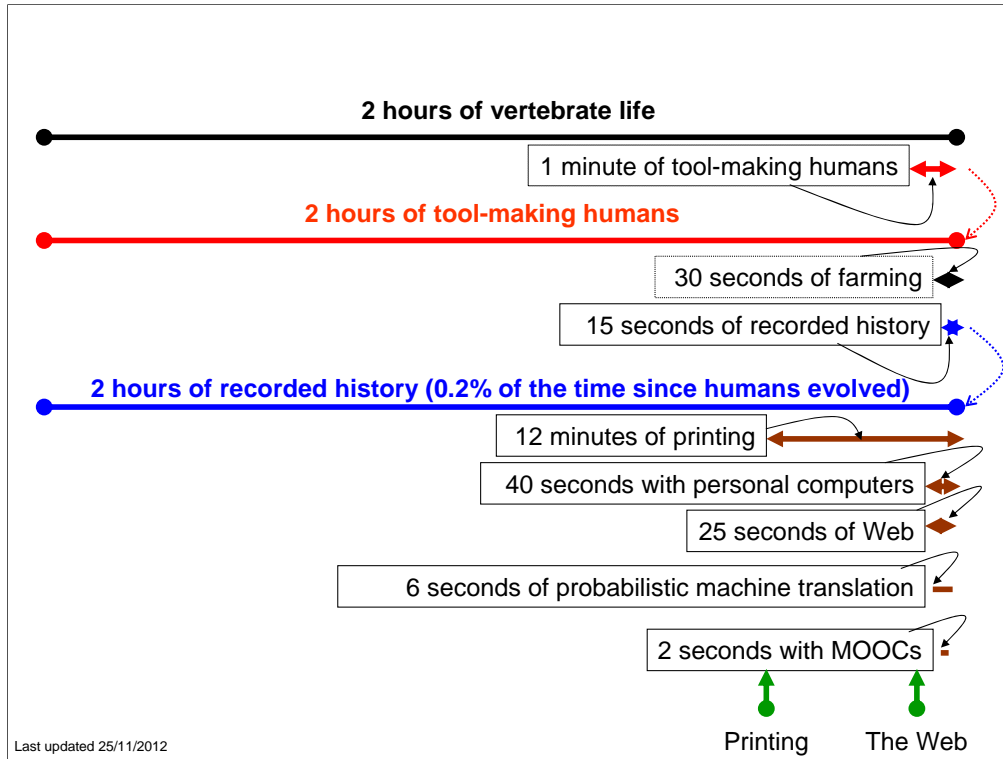 2 hours of vertebrate life
1 minute of tool-making humans
2 hours of tool-making humans
30 seconds of farming
15 seconds of recorded history
2 hours of recorded history (0.2% of the time since humans evolved)
12 minutes of printing
40 seconds with personal computers
25 seconds of Web
6 seconds of probabilistic machine translation
2 seconds with MOOCs
Printing
The Web
Last updated 25/11/2012